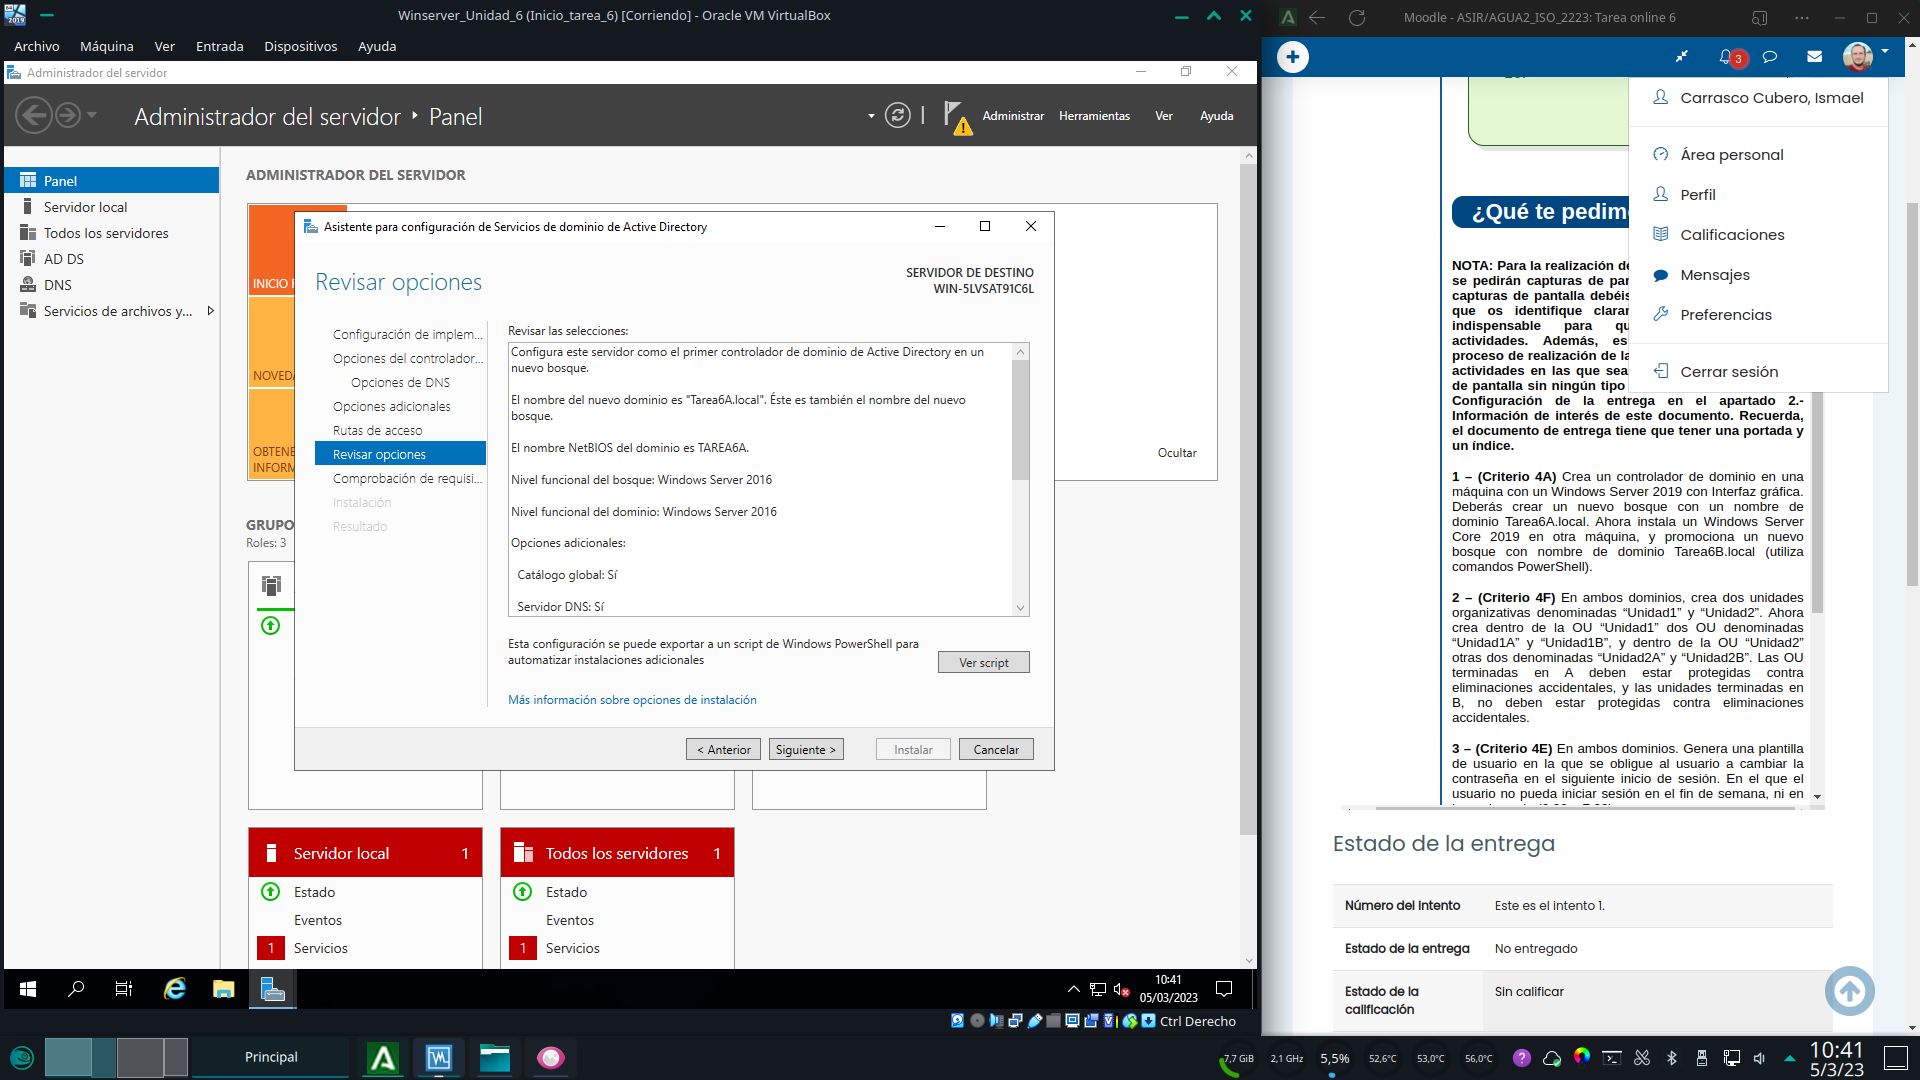 Winserver_Unidad_6 (Inicio_tarea_6) [Corriendo] - Oracle VM VirtualBox
Archivo Máquina Ver Entrada Dispositivos Ayuda
Administrador del servidor
Administrador del servidor ‣ Panel
Administrar Herramientas Ver Ayuda
Panel
Servidor local
Todos los servidores
AD DS
DNS
Servicios de archivos y...
ADMINISTRADOR DEL SERVIDOR
INICIO
NOVEDA
OBTENE
INFORM
Ocultar
GRUPO
Roles: 3
Asistente para configuración de Servicios de dominio de Active Directory
Revisar opciones
SERVIDOR DE DESTINO
WIN-5LVSAT91C6L
Configuración de implem...
Opciones del controlador...
Opciones de DNS
Opciones adicionales
Rutas de acceso
Revisar opciones
Comprobación de requisi...
Instalación
Resultado
Revisar las selecciones:
Configura este servidor como el primer controlador de dominio de Active Directory en un
nuevo bosque.
El nombre del nuevo dominio es "Tarea6A.local". Éste es también el nombre del nuevo
bosque.
El nombre NetBIOS del dominio es TAREA6A.
Nivel funcional del bosque: Windows Server 2016
Nivel funcional del dominio: Windows Server 2016
Opciones adicionales:
Catálogo global: Sí
Servidor DNS: Sí
Esta configuración se puede exportar a un script de Windows PowerShell para
automatizar instalaciones adicionales
Ver script
Más información sobre opciones de instalación
< Anterior Siguiente > Instalar Cancelar
Servidor local 1
Estado
Eventos
1 Servicios
Todos los servidores 1
Estado
Eventos
1 Servicios
10:41
05/03/2023
Ctrl Derecho
Moodle - ASIR/AGUA2_ISO_2223: Tarea online 6
3
Carrasco Cubero, Ismael
Área personal
Perfil
Calificaciones
Mensajes
Preferencias
Cerrar sesión
¿Qué te pedim
NOTA: Para la realización de
se pedirán capturas de pan
capturas de pantalla debéis
que os identifique claran
indispensable para qu
actividades. Además, es
proceso de realización de la
actividades en las que sea
de pantalla sin ningún tipo
Configuración de la entrega en el apartado 2.-
Información de interés de este documento. Recuerda,
el documento de entrega tiene que tener una portada y
un índice.
1 – (Criterio 4A) Crea un controlador de dominio en una
máquina con un Windows Server 2019 con Interfaz gráfica.
Deberás crear un nuevo bosque con un nombre de
dominio Tarea6A.local. Ahora instala un Windows Server
Core 2019 en otra máquina, y promociona un nuevo
bosque con nombre de dominio Tarea6B.local (utiliza
comandos PowerShell).
2 – (Criterio 4F) En ambos dominios, crea dos unidades
organizativas denominadas “Unidad1” y “Unidad2”. Ahora
crea dentro de la OU “Unidad1” dos OU denominadas
“Unidad1A” y “Unidad1B”, y dentro de la OU “Unidad2”
otras dos denominadas “Unidad2A” y “Unidad2B”. Las OU
terminadas en A deben estar protegidas contra
eliminaciones accidentales, y las unidades terminadas en
B, no deben estar protegidas contra eliminaciones
accidentales.
3 – (Criterio 4E) En ambos dominios. Genera una plantilla
de usuario en la que se obligue al usuario a cambiar la
contraseña en el siguiente inicio de sesión. En el que el
usuario no pueda iniciar sesión en el fin de semana, ni en
Estado de la entrega
Número del Intento Este es el intento 1.
Estado de la entrega No entregado
Estado de la
calificación
Sin calificar
Principal
7,7 GiB 2,1 GHz 5,5% 52,6°C 53,0°C 56,0°C
10:41
5/3/23